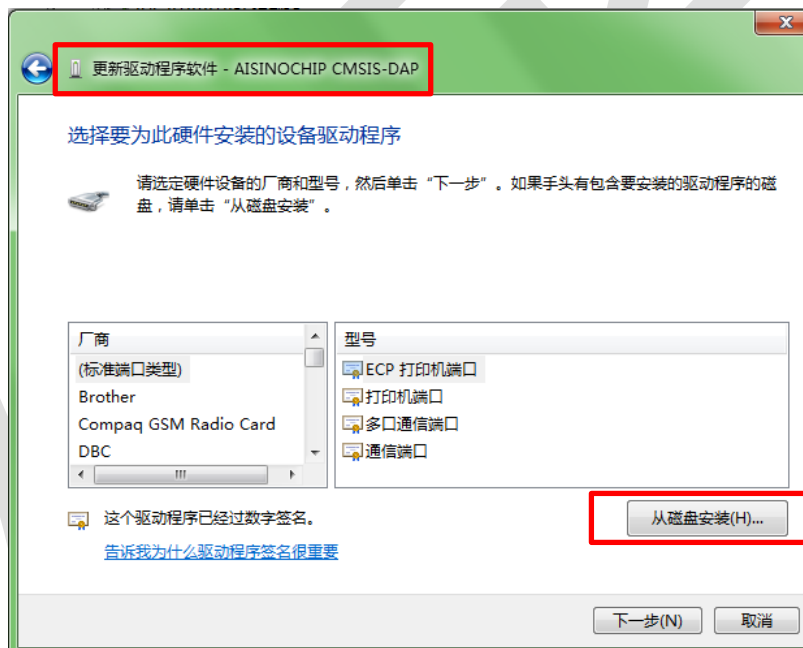 更新驱动程序软件 - AISINOCHIP CMSIS-DAP
选择要为此硬件安装的设备驱动程序
请选定硬件设备的厂商和型号，然后单击“下一步”。如果手头有包含要安装的驱动程序的磁
盘，请单击“从磁盘安装”。
厂商
(标准端口类型)
Brother
Compaq GSM Radio Card
DBC
型号
ECP 打印机端口
打印机端口
多口通信端口
通信端口
这个驱动程序已经过数字签名。
告诉我为什么驱动程序签名很重要
从磁盘安装(H)...
下一步(N)
取消